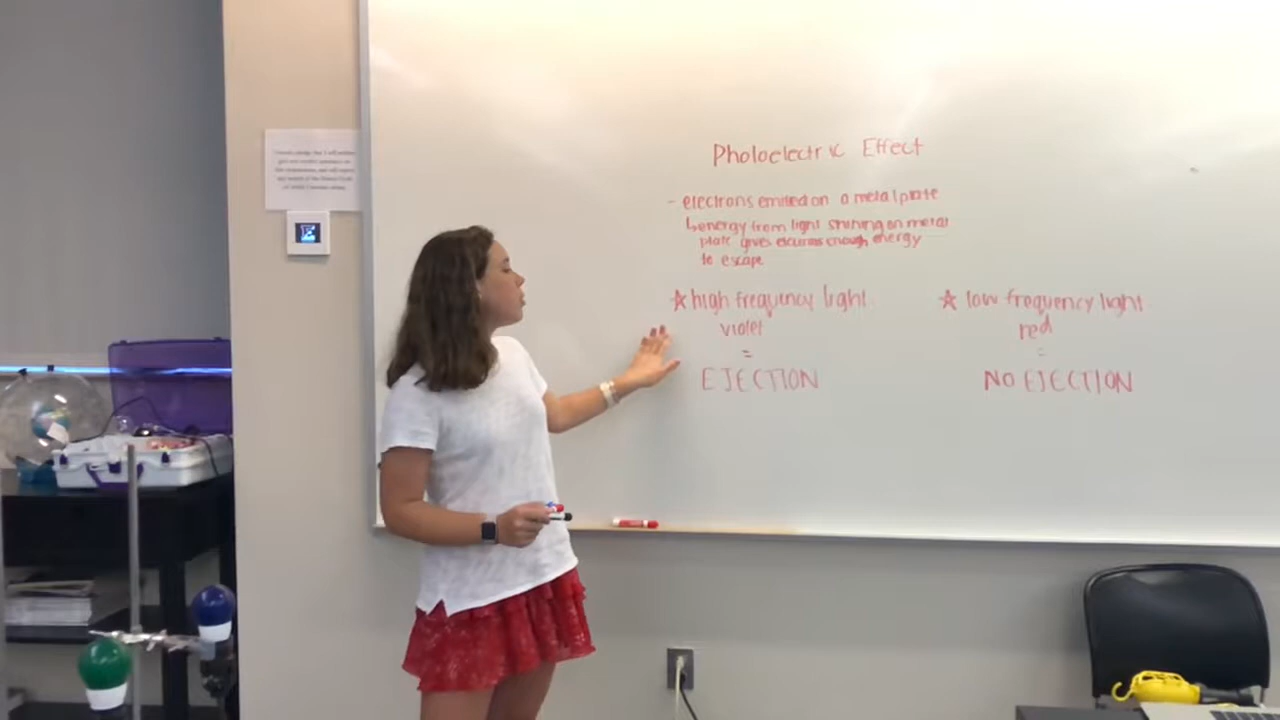 Photoelectric Effect
- electrons emitted on a metal plate
↳ energy from light shining on metal
plate gives electrons enough energy
to escape
☆ high frequency light
violet
=
EJECTION
☆ low frequency light
red
=
NO EJECTION